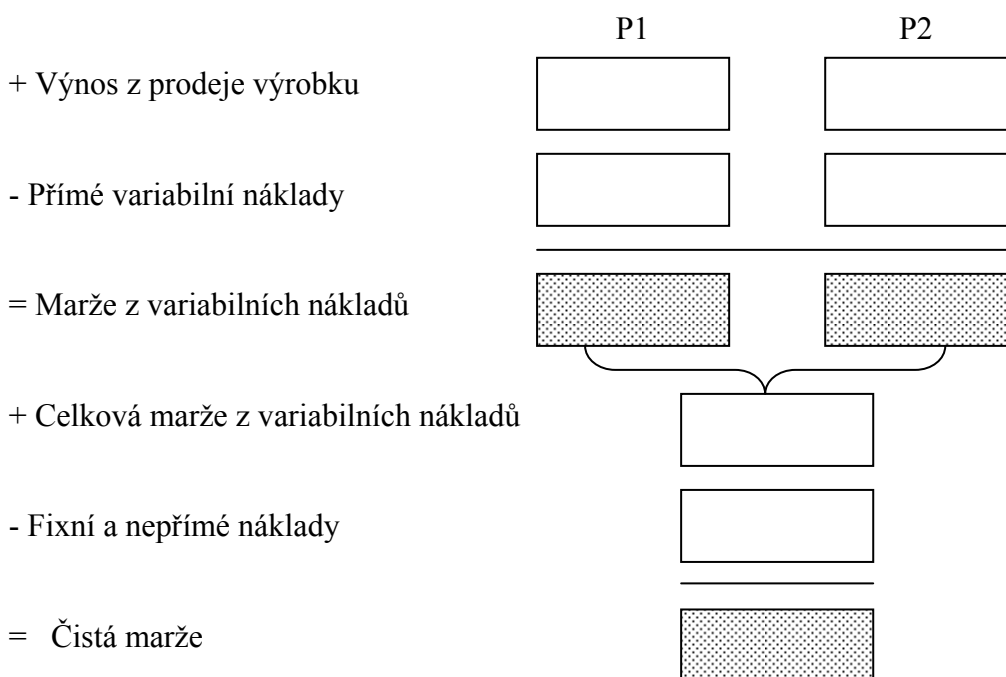 P1 P2
+ Výnos z prodeje výrobku
- Přímé variabilní náklady
= Marže z variabilních nákladů
+ Celková marže z variabilních nákladů
- Fixní a nepřímé náklady
= Čistá marže